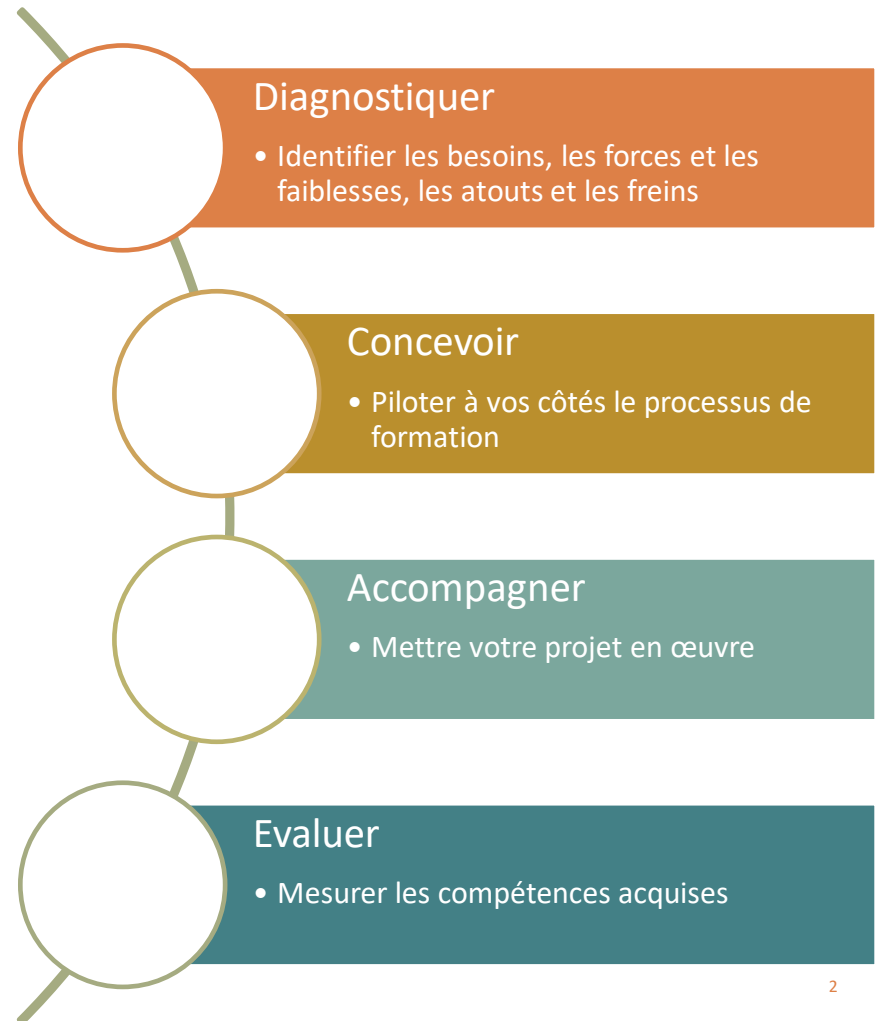 Diagnostiquer
• Identifier les besoins, les forces et les
faiblesses, les atouts et les freins
Concevoir
• Piloter à vos côtés le processus de
formation
Accompagner
• Mettre votre projet en œuvre
Evaluer
• Mesurer les compétences acquises
2